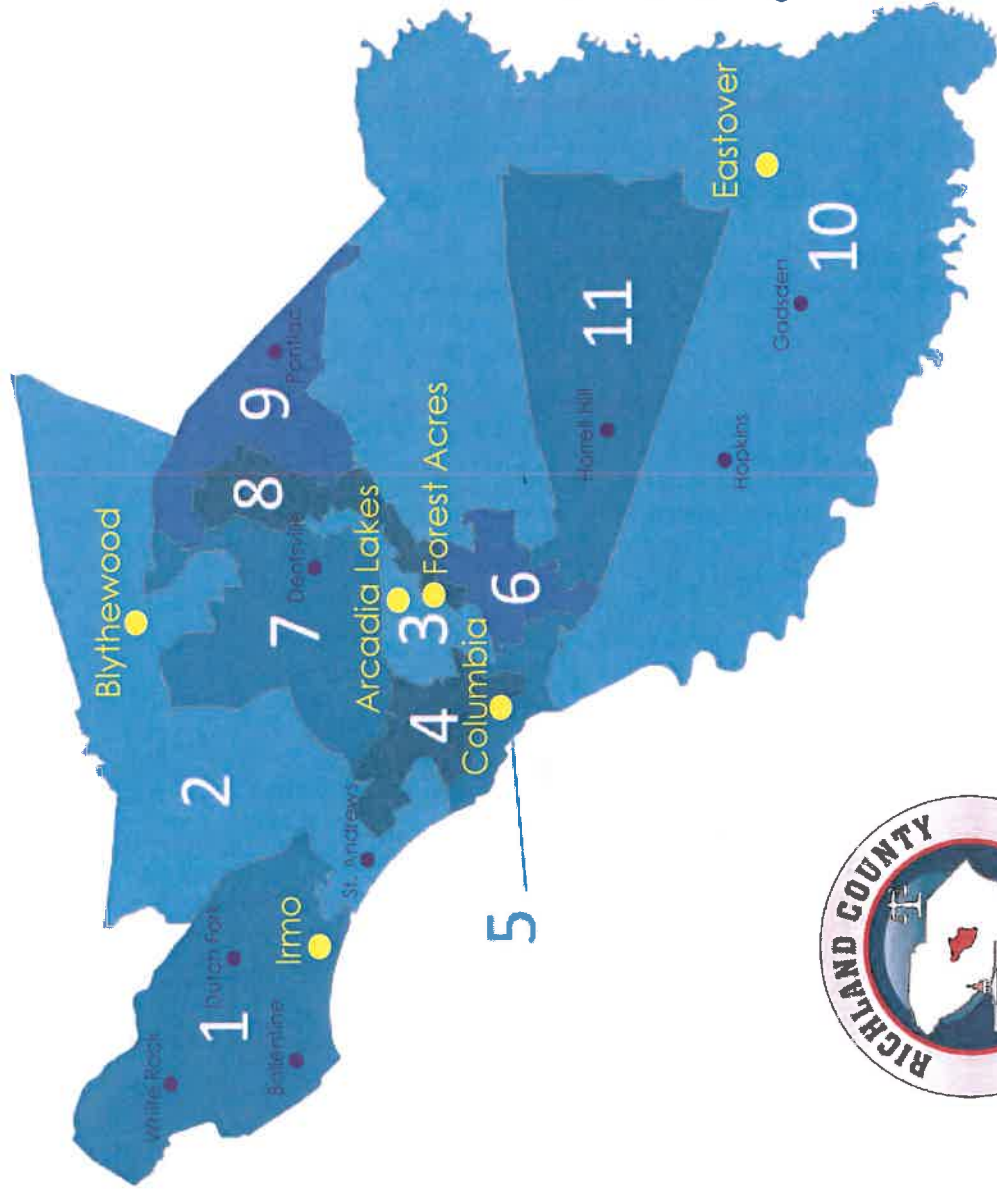 Blythewood
2
7
Dentsville
8
9
Pontiac
White Rock
1
Dutch Fork
Ballentine
Irmo
St. Andrews
4
Arcadia Lakes
3
Forest Acres
Columbia
5
6
11
Horrell Hill
Eastover
Hopkins
Gadsden
10
RICHLAND COUNTY